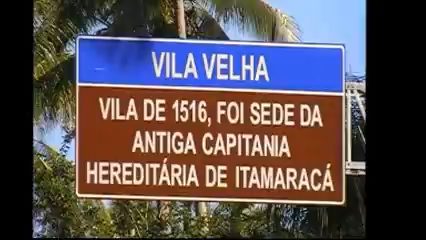 VILA VELHA
VILA DE 1516, FOI SEDE DA
ANTIGA CAPITANIA
HEREDITÁRIA DE ITAMARACÁ